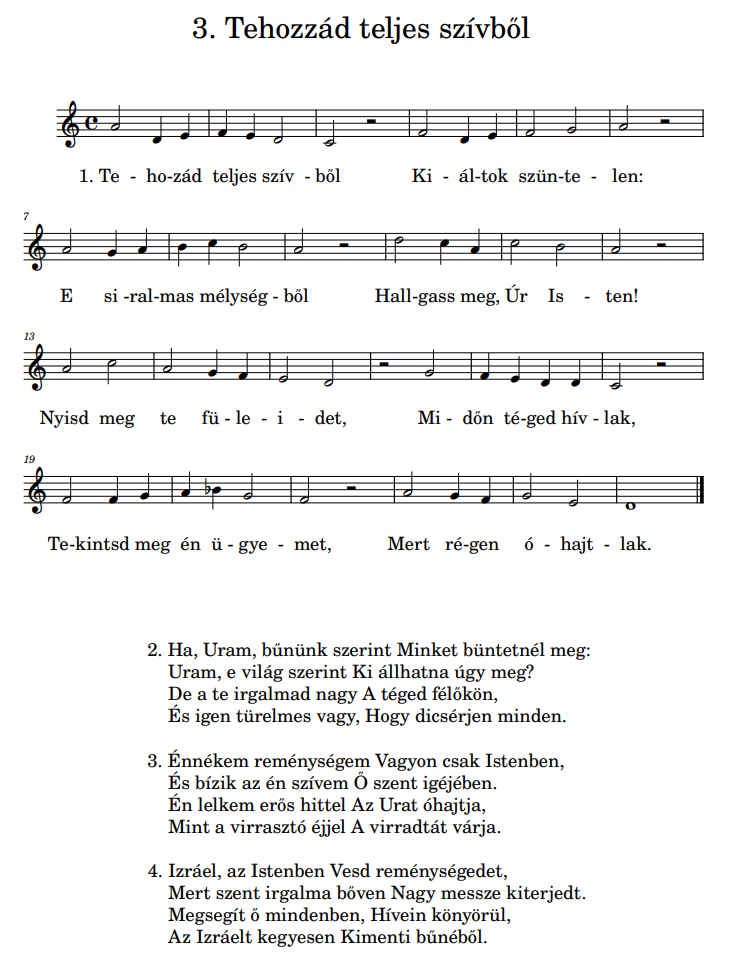 3. Tehozzád teljes szívből
1. Te - ho-zád teljes szív - ből Ki - ál-tok szün-te - len:
7
E si -ral-mas mélység - ből Hall-gass meg, Úr Is - ten!
13
Nyisd meg te fü - le - i - det, Mi - dőn té-ged hív - lak,
19
Te-kintsd meg én ü - gye - met, Mert ré-gen ó - hajt - lak.
2. Ha, Uram, bűnünk szerint Minket büntetnél meg:
Uram, e világ szerint Ki állhatna úgy meg?
De a te irgalmad nagy A téged félőkön,
És igen türelmes vagy, Hogy dicsérjen minden.
3. Énnékem reménységem Vagyon csak Istenben,
És bízik az én szívem Ő szent igéjében.
Én lelkem erős hittel Az Urat óhajtja,
Mint a virrasztó éjjel A virradtát várja.
4. Izráel, az Istenben Vesd reménységedet,
Mert szent irgalma bőven Nagy messze kiterjedt.
Megsegít ő mindenben, Hívein könyörül,
Az Izráelt kegyesen Kimenti bűnéből.